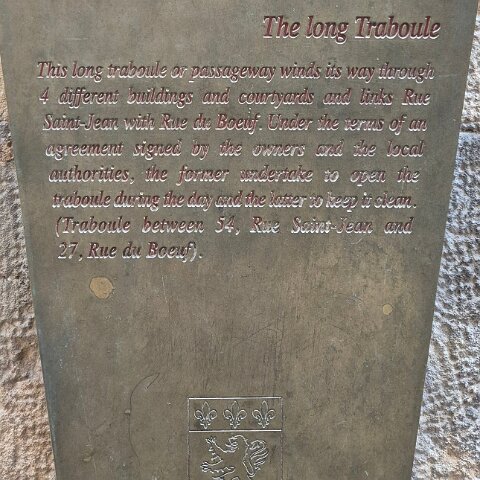 The long Traboule
This long traboule or passageway winds its way through
4 different buildings and courtyards and links Rue
Saint-Jean with Rue du Boeuf. Under the terms of an
agreement signed by the owners and the local
authorities, the former undertake to open the
traboule during the day and the latter to keep it clean.
(Traboule between 54, Rue Saint-Jean and
27, Rue du Boeuf).